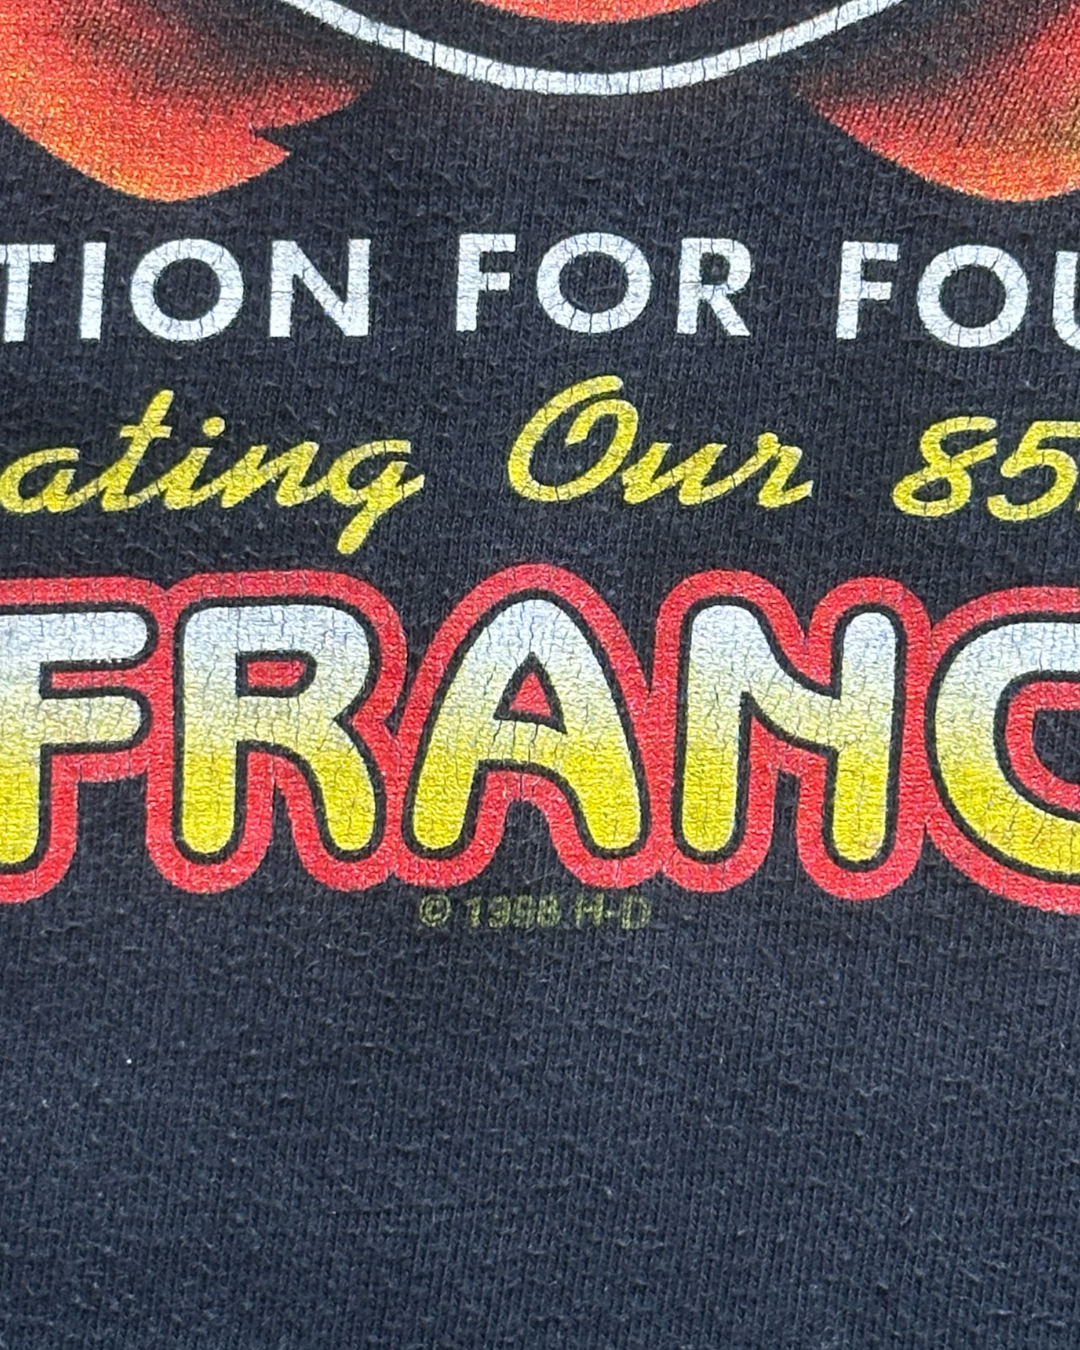 TION FOR FOU
ating Our 85
FRANC
© 1998 H-D